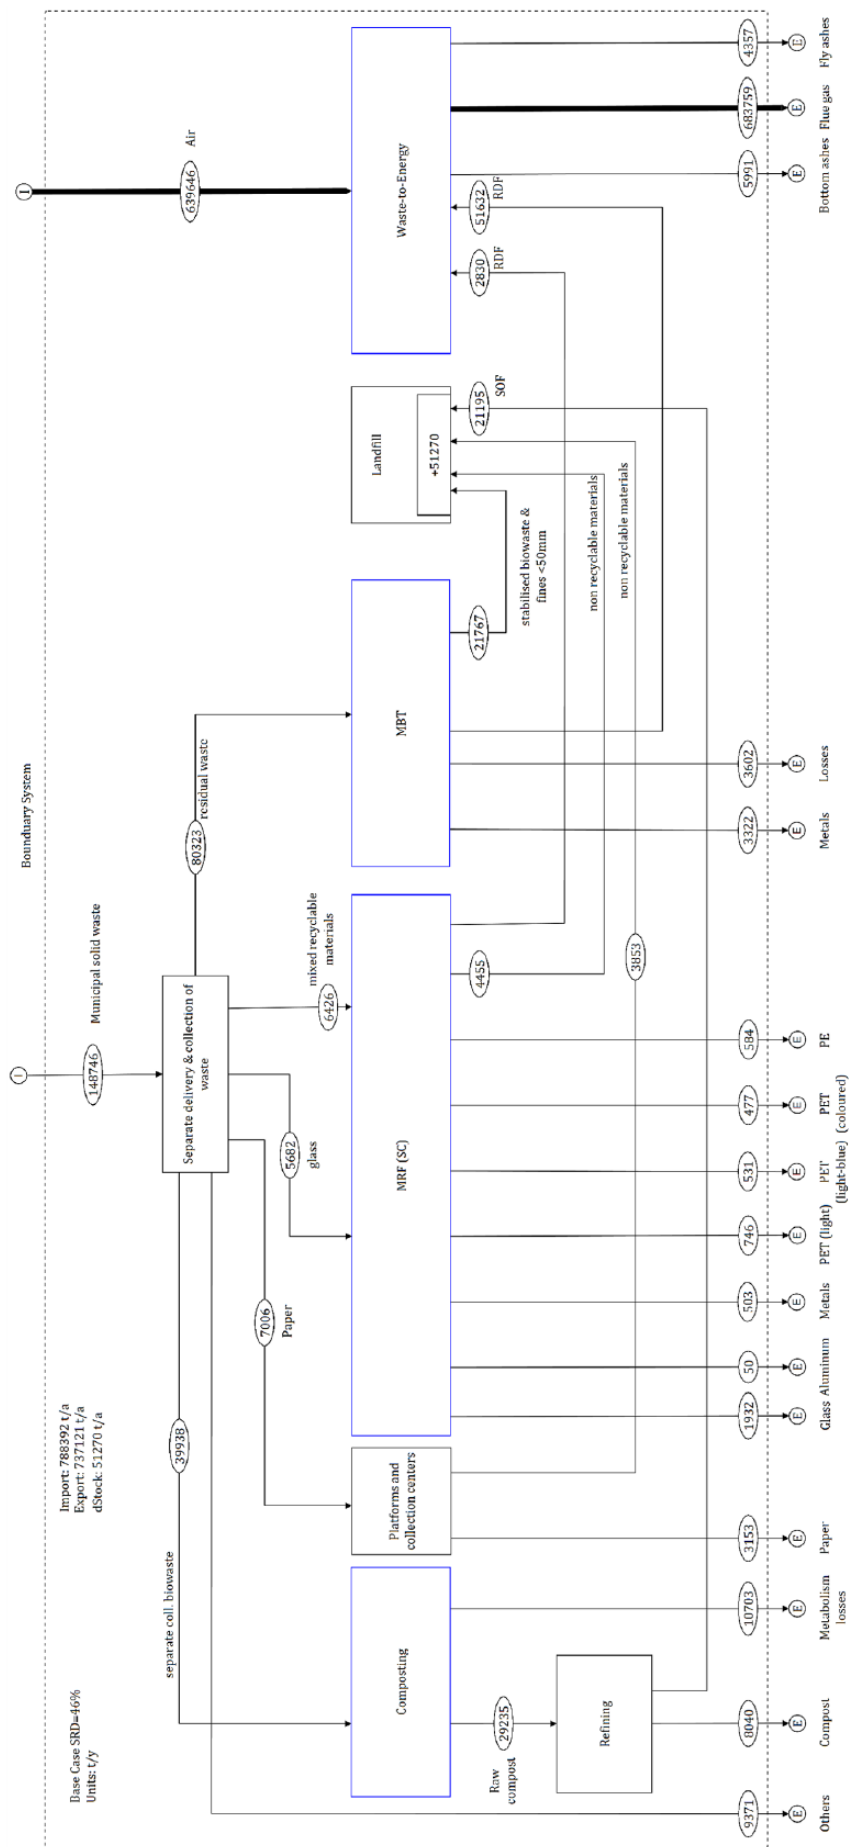 Base Case SRD=46%
Units: t/y
Import: 788392 t/a
Export: 737121 t/a
dStock: 51270 t/a
Bounduary System
I
148746
Municipal solid waste
I
639646
Air
Separate delivery & collection of
waste
separate coll. biowaste
39938
7006
Paper
5682
glass
6426
mixed recyclable
materials
80323
residual waste
Composting
Platforms and
collection centers
MRF (SC)
MBT
Landfill
+51270
Waste-to-Energy
Raw
compost
29235
Refining
4455
3853
21767
stabilised biowaste &
fines <50mm
non recyclable materials
non recyclable materials
21195
SOF
2830
RDF
51632
RDF
9371
E
Others
8040
E
Compost
10703
E
Metabolism
losses
3153
E
Paper
1932
E
Glass
50
E
Aluminum
503
E
Metals
746
E
PET (light)
531
E
PET
(light-blue)
477
E
PET
(coloured)
584
E
PE
3322
E
Metals
3602
E
Losses
5991
E
Bottom ashes
683759
E
Flue gas
4357
E
Fly ashes